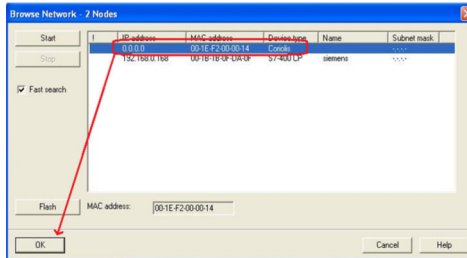 Browse Network - 2 Nodes
Start
Stop
Fast search
! IP address MAC address Device type Name Subnet mask
0.0.0.0 00-1E-F2-00-00-14 Coriolis -.-.-.-
192.168.0.168 00-1B-1B-0F-DA-0F S7-400 CP siemens -.-.-.-
Flash MAC address: 00-1E-F2-00-00-14
OK Cancel Help